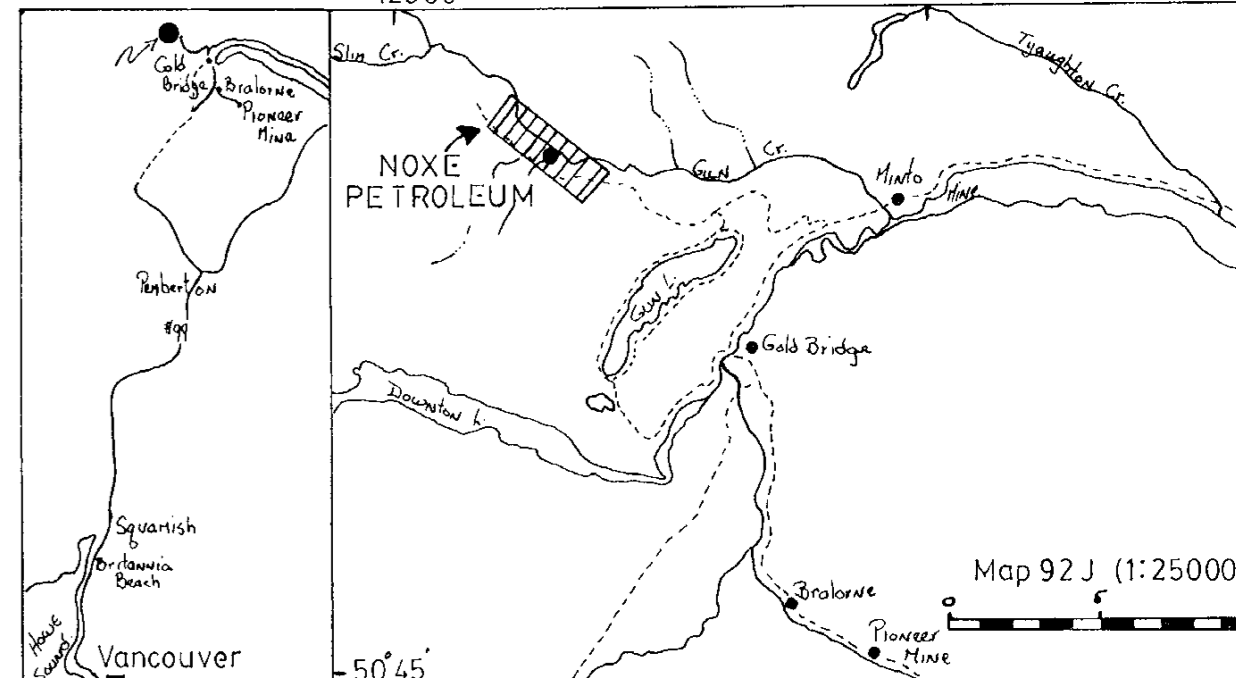 Gold
Bridge
Bralorne
Pioneer
Mine
Pemberton
#99
Squamish
Britannia
Beach
Howe
Sound
Vancouver
Slim Cr.
Tyaughton Cr.
NOXE
PETROLEUM
Gun Cr.
Minto
Mine
Gun L.
Gold Bridge
Downton L.
Map 92 J (1:25000
0
Bralorne
Pioneer
Mine
50°45'